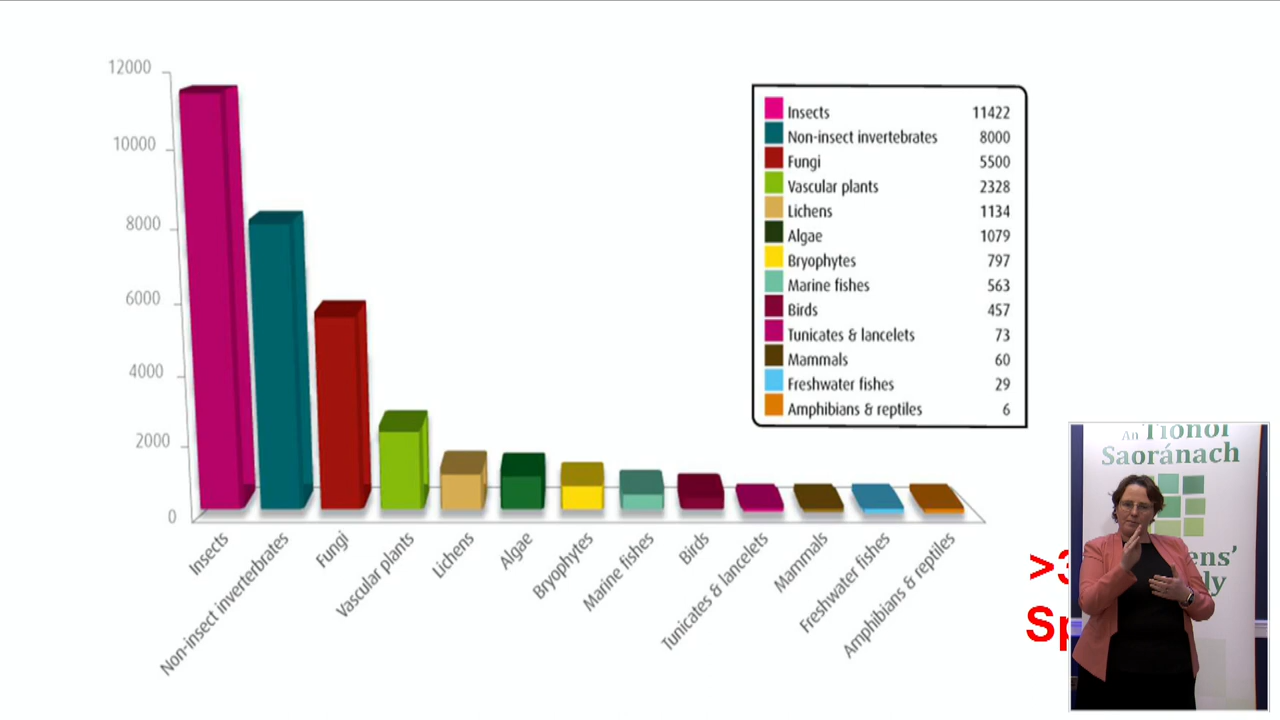 12000
10000
8000
6000
4000
2000
0
Insects
Non-insect inverterbrates
Fungi
Vascular plants
Lichens
Algae
Bryophytes
Marine fishes
Birds
Tunicates & lancelets
Mammals
Freshwater fishes
Amphibians & reptiles
Insects 11422
Non-insect invertebrates 8000
Fungi 5500
Vascular plants 2328
Lichens 1134
Algae 1079
Bryophytes 797
Marine fishes 563
Birds 457
Tunicates & lancelets 73
Mammals 60
Freshwater fishes 29
Amphibians & reptiles 6
An Tionól
Saoránach